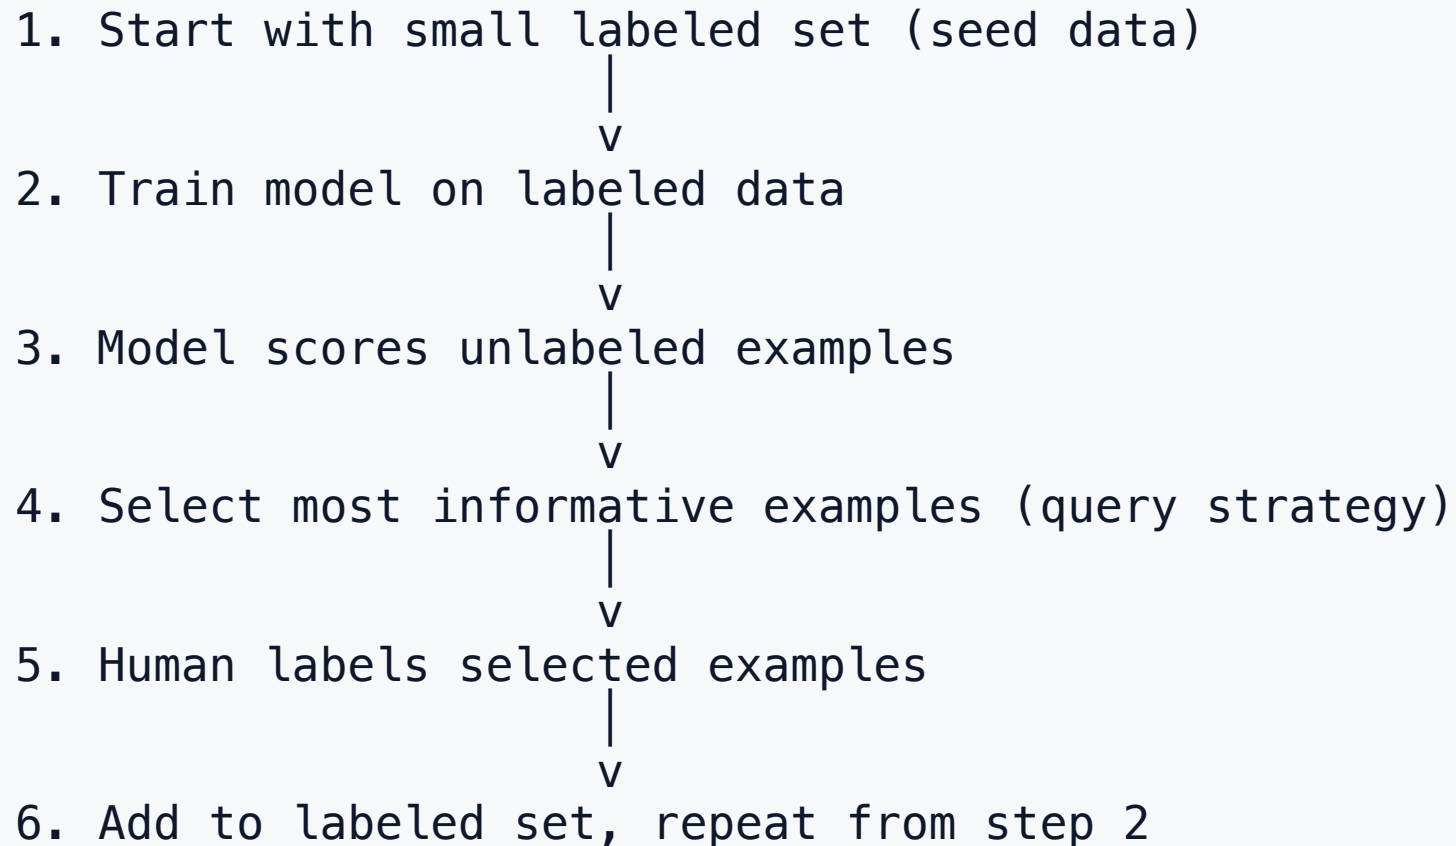 1. Start with small labeled set (seed data)
|
v
2. Train model on labeled data
|
v
3. Model scores unlabeled examples
|
v
4. Select most informative examples (query strategy)
|
v
5. Human labels selected examples
|
v
6. Add to labeled set, repeat from step 2